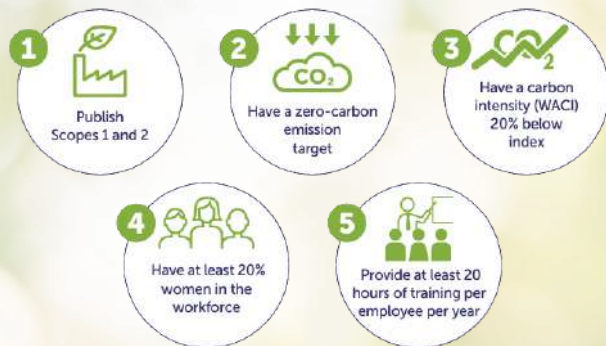 1
Publish
Scopes 1 and 2
2
CO₂
Have a zero-carbon
emission
target
3
CO₂
Have a carbon
intensity (WACI)
20% below
index
4
Have at least 20%
women in the
workforce
5
Provide at least 20
hours of training per
employee per year